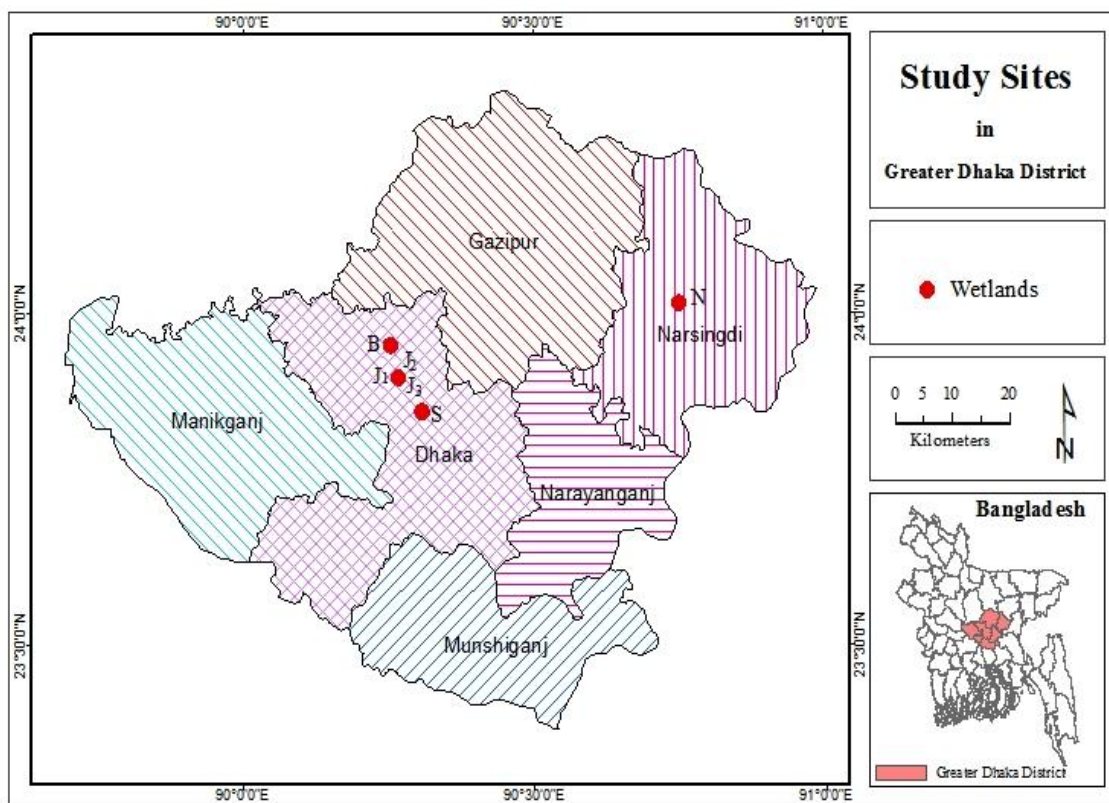 90°0'0"E 90°30'0"E 91°0'0"E
Study Sites
in
Greater Dhaka District
Wetlands
0 10 20
Kilometers
N
Bangladesh
Greater Dhaka District
24°0'0"N
24°0'0"N
23°30'0"N
23°30'0"N
Gazipur
N
Narsingdi
B
J₂
J₁
J₃
S
Manikganj
Dhaka
Narayanganj
Munshiganj
90°0'0"E 90°30'0"E 91°0'0"E